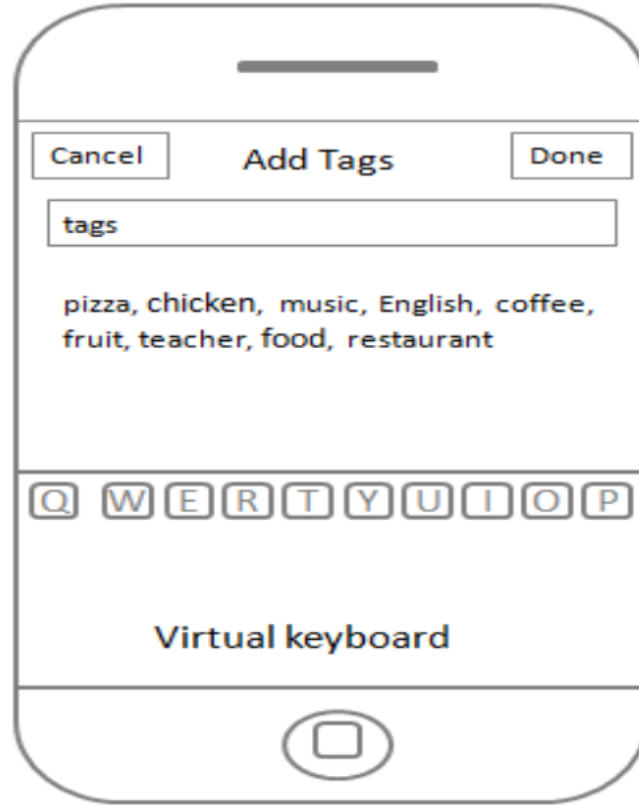 Cancel Add Tags Done
tags
pizza, chicken, music, English, coffee,
fruit, teacher, food, restaurant
Q W E R T Y U I O P
Virtual keyboard